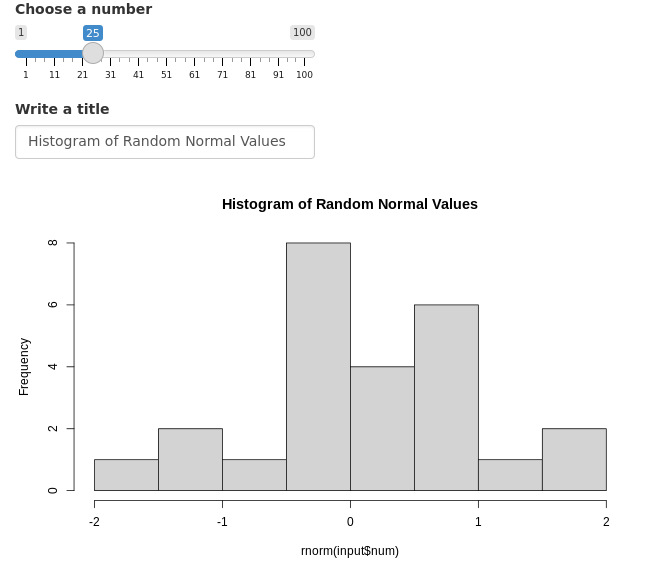 Choose a number
1 25 100
1 11 21 31 41 51 61 71 81 91 100
Write a title
Histogram of Random Normal Values
Histogram of Random Normal Values
8
6
4
2
0
Frequency
-2 -1 0 1 2
rnorm(input$num)